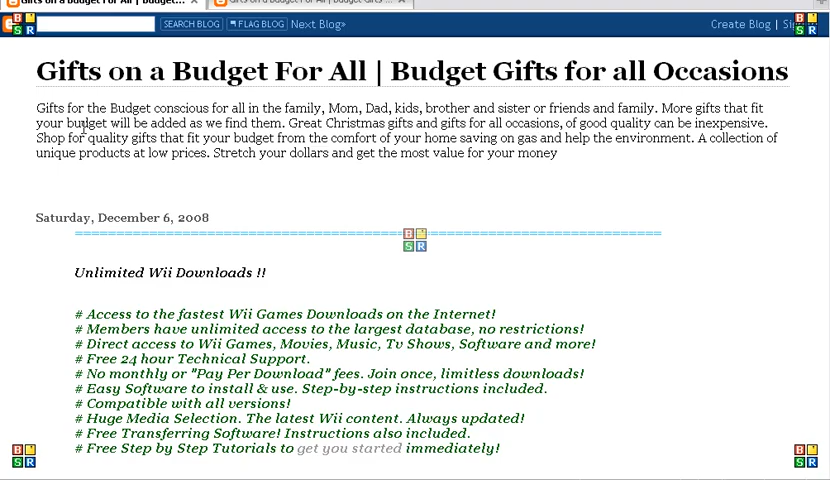 Gifts on a Budget For All | Budget...
Gifts on a Budget For All | Budget Gifts ...
SEARCH BLOG FLAG BLOG Next Blog» Create Blog |
B S R
B S R
Gifts on a Budget For All | Budget Gifts for all Occasions
Gifts for the Budget conscious for all in the family, Mom, Dad, kids, brother and sister or friends and family. More gifts that fit
your budget will be added as we find them. Great Christmas gifts and gifts for all occasions, of good quality can be inexpensive.
Shop for quality gifts that fit your budget from the comfort of your home saving on gas and help the environment. A collection of
unique products at low prices. Stretch your dollars and get the most value for your money
Saturday, December 6, 2008
B S R
Unlimited Wii Downloads !!
# Access to the fastest Wii Games Downloads on the Internet!
# Members have unlimited access to the largest database, no restrictions!
# Direct access to Wii Games, Movies, Music, Tv Shows, Software and more!
# Free 24 hour Technical Support.
# No monthly or "Pay Per Download" fees. Join once, limitless downloads!
# Easy Software to install & use. Step-by-step instructions included.
# Compatible with all versions!
# Huge Media Selection. The latest Wii content. Always updated!
# Free Transferring Software! Instructions also included.
# Free Step by Step Tutorials to get you started immediately!
B S R
B S R